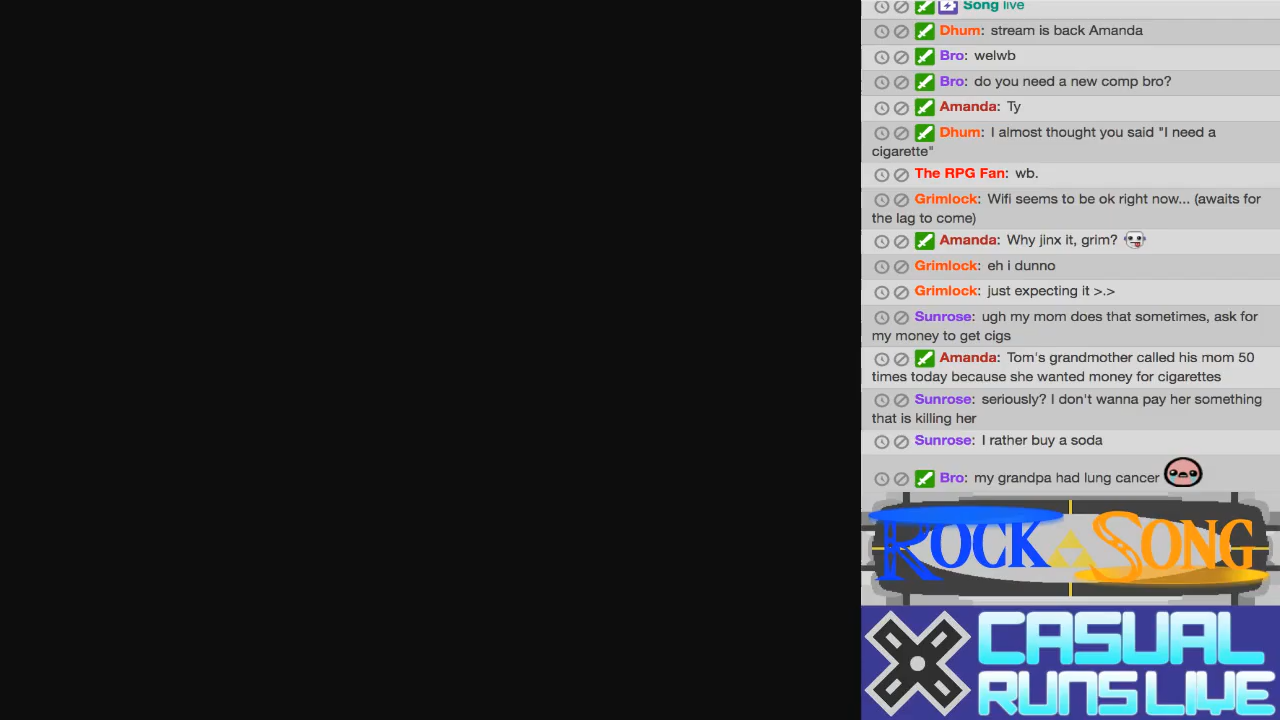 Song live
Dhum: stream is back Amanda
Bro: welwb
Bro: do you need a new comp bro?
Amanda: Ty
Dhum: I almost thought you said "I need a
cigarette"
The RPG Fan: wb.
Grimlock: Wifi seems to be ok right now... (awaits for
the lag to come)
Amanda: Why jinx it, grim?
Grimlock: eh i dunno
Grimlock: just expecting it >.>
Sunrose: ugh my mom does that sometimes, ask for
my money to get cigs
Amanda: Tom's grandmother called his mom 50
times today because she wanted money for cigarettes
Sunrose: seriously? I don't wanna pay her something
that is killing her
Sunrose: I rather buy a soda
Bro: my grandpa had lung cancer
ROCK SONG
CASUAL
RUNS LIVE